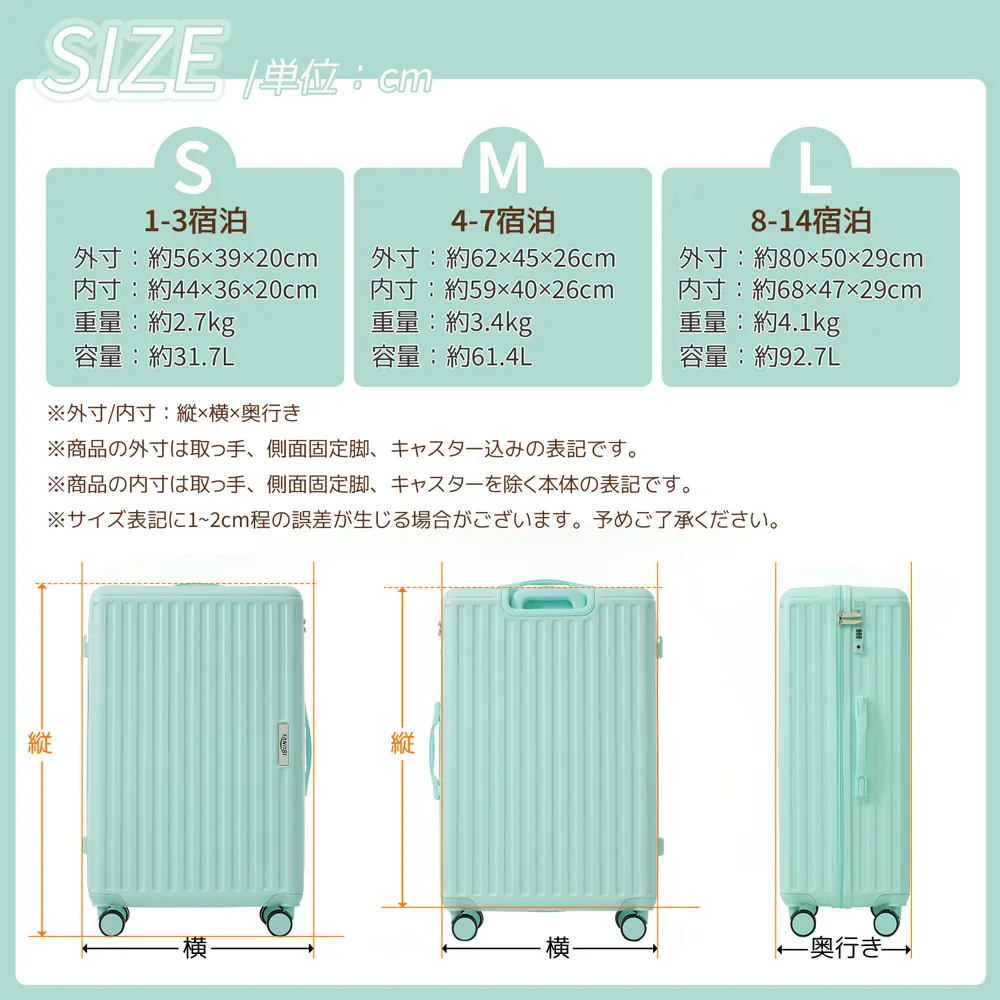 SIZE /単位：cm
S
1-3宿泊
外寸：約56×39×20cm
内寸：約44×36×20cm
重量：約2.7kg
容量：約31.7L
M
4-7宿泊
外寸：約62×45×26cm
内寸：約59×40×26cm
重量：約3.4kg
容量：約61.4L
L
8-14宿泊
外寸：約80×50×29cm
内寸：約68×47×29cm
重量：約4.1kg
容量：約92.7L
※外寸/内寸：縦×横×奥行き
※商品の外寸は取っ手、側面固定脚、キャスター込みの表記です。
※商品の内寸は取っ手、側面固定脚、キャスターを除く本体の表記です。
※サイズ表記に1~2cm程の誤差が生じる場合がございます。予めご了承ください。
縦
TANOBI
横
縦
横
奥行き